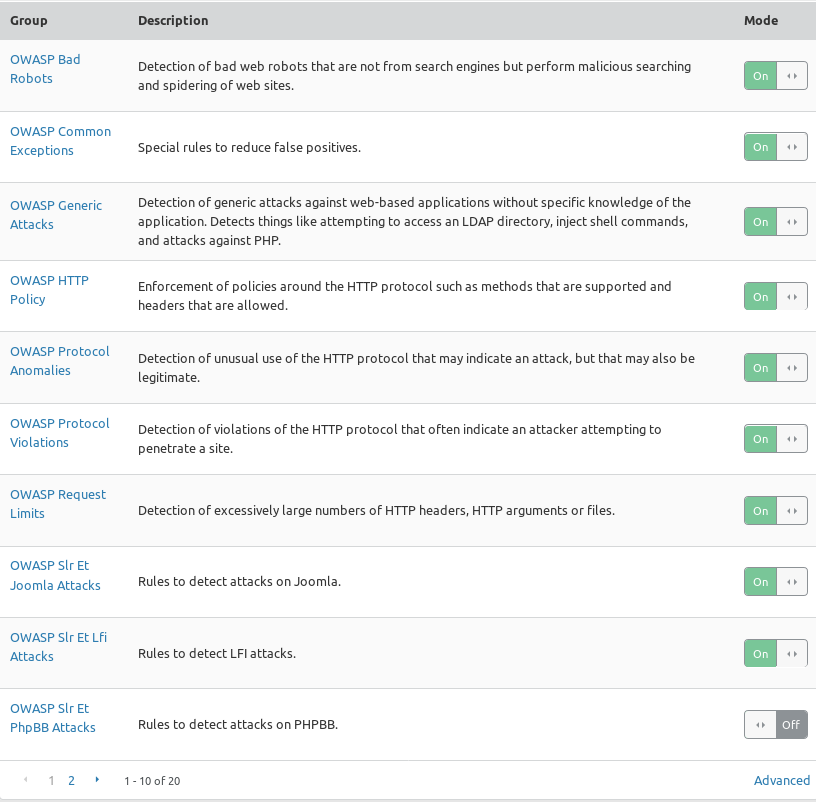 Group Description Mode
OWASP Bad
Robots
Detection of bad web robots that are not from search engines but perform malicious searching
and spidering of web sites.
On
OWASP Common
Exceptions
Special rules to reduce false positives.
On
OWASP Generic
Attacks
Detection of generic attacks against web-based applications without specific knowledge of the
application. Detects things like attempting to access an LDAP directory, inject shell commands,
and attacks against PHP.
On
OWASP HTTP
Policy
Enforcement of policies around the HTTP protocol such as methods that are supported and
headers that are allowed.
On
OWASP Protocol
Anomalies
Detection of unusual use of the HTTP protocol that may indicate an attack, but that may also be
legitimate.
On
OWASP Protocol
Violations
Detection of violations of the HTTP protocol that often indicate an attacker attempting to
penetrate a site.
On
OWASP Request
Limits
Detection of excessively large numbers of HTTP headers, HTTP arguments or files.
On
OWASP Slr Et
Joomla Attacks
Rules to detect attacks on Joomla.
On
OWASP Slr Et Lfi
Attacks
Rules to detect LFI attacks.
On
OWASP Slr Et
PhpBB Attacks
Rules to detect attacks on PHPBB.
Off
1 2 1 - 10 of 20 Advanced